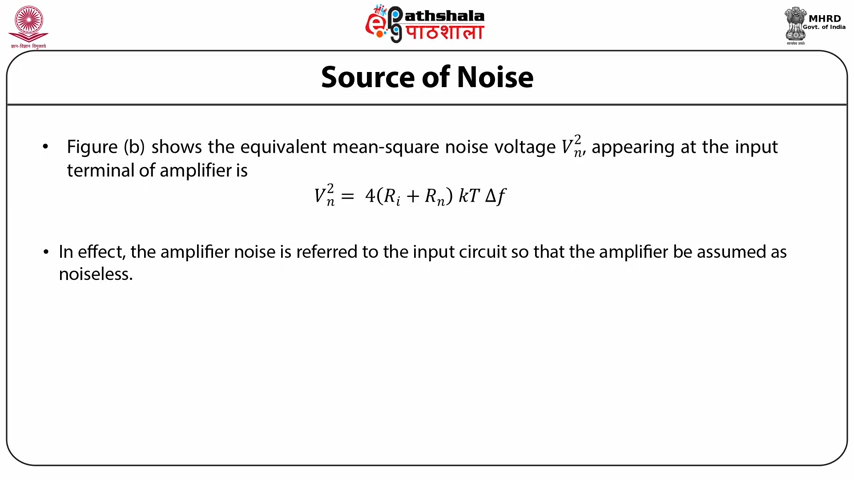 Pathshala
पाठशाला
MHRD
Govt. of India
Source of Noise
• Figure (b) shows the equivalent mean-square noise voltage V_n^2, appearing at the input
terminal of amplifier is
V_n^2 = 4(R_i + R_n) kT Δf
• In effect, the amplifier noise is referred to the input circuit so that the amplifier be assumed as
noiseless.